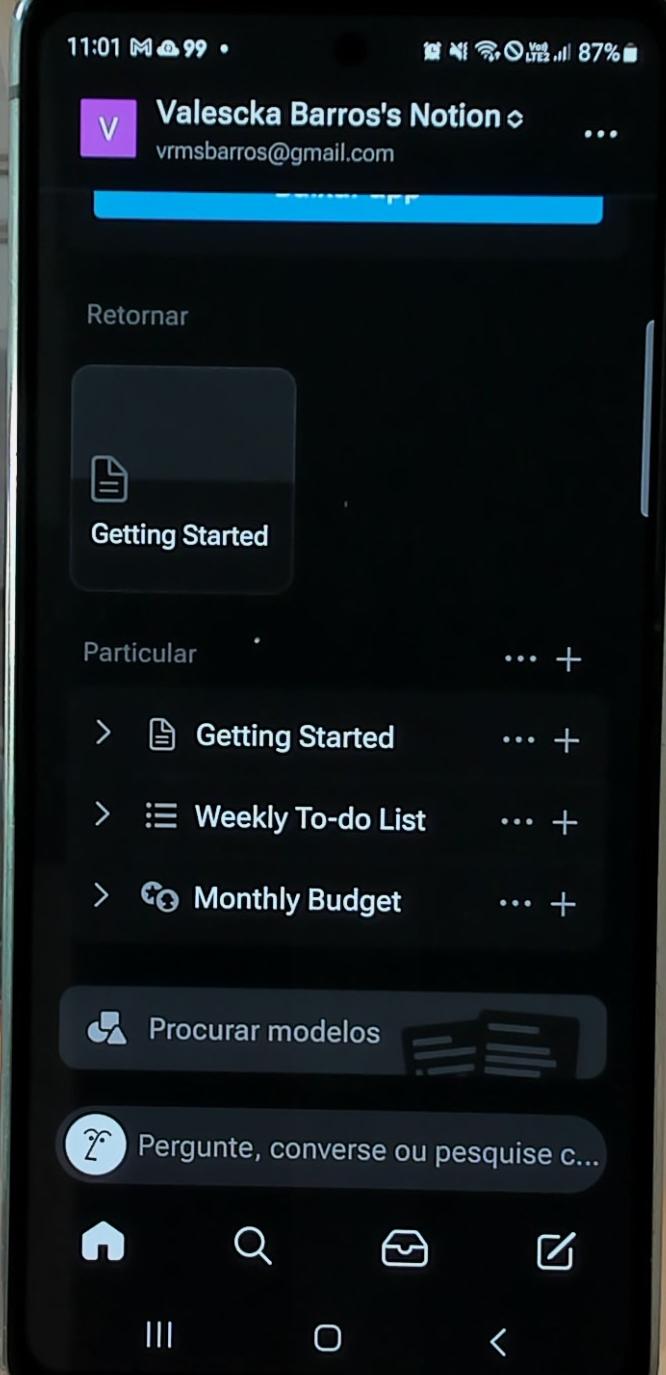 11:01 99 87%
V
Valescka Barros's Notion
vrmsbarros@gmail.com
Retornar
Getting Started
Particular
Getting Started
Weekly To-do List
Monthly Budget
Procurar modelos
Pergunte, converse ou pesquise c...